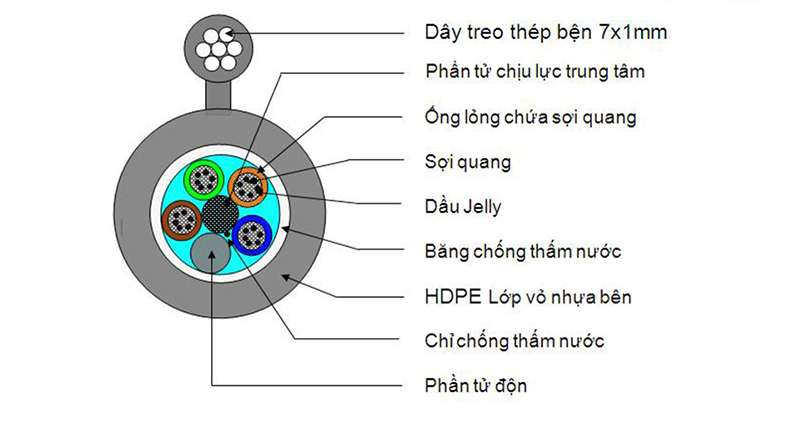 Dây treo thép bện 7x1mm
Phần tử chịu lực trung tâm
Ống lỏng chứa sợi quang
Sợi quang
Dầu Jelly
Băng chống thấm nước
HDPE Lớp vỏ nhựa bên
Chỉ chống thấm nước
Phần tử độn